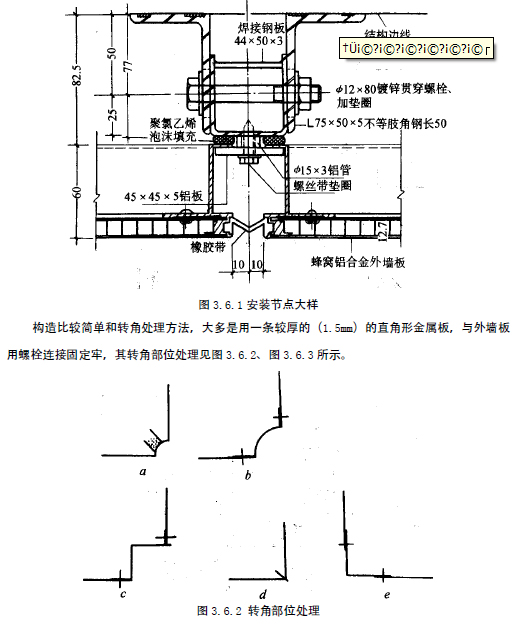 焊接钢板
44×50×3
结构边线
†Üi©?i©?i©?i©?i©?i©r
82.5
50
77
25
60
φ12×80镀锌贯穿螺栓、
加垫圈
聚氯乙烯
泡沫填充
L75×50×5不等肢角钢长50
φ15×3铝管
螺丝带垫圈
45×45×5铝板
橡胶带
10
10
12.7
蜂窝铝合金外墙板
图 3.6.1 安装节点大样
构造比较简单和转角处理方法，大多是用一条较厚的（1.5mm）的直角形金属板，与外墙板
用螺栓连接固定牢，其转角部位处理见图 3.6.2、图 3.6.3 所示。
a
b
c
d
e
图 3.6.2 转角部位处理